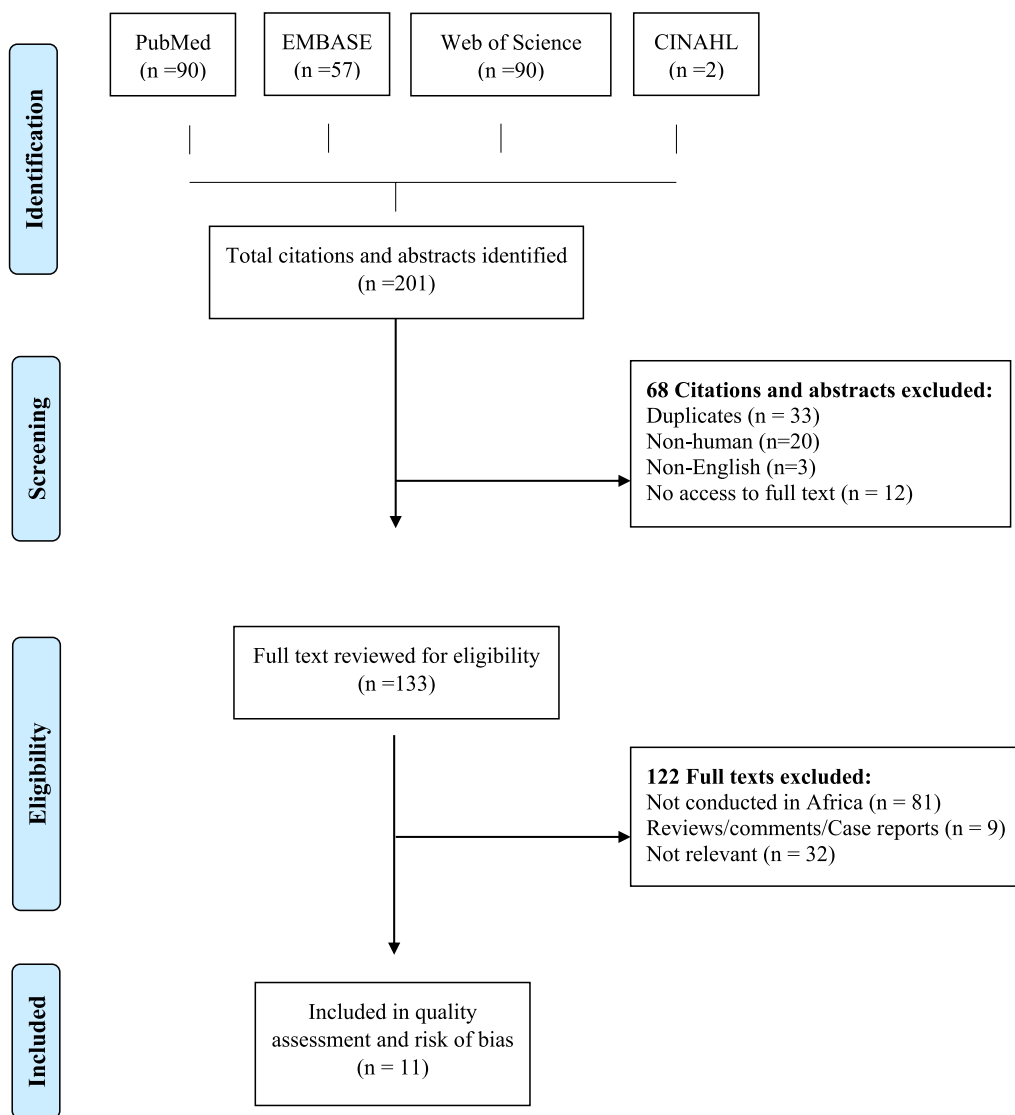 PubMed
(n =90)
EMBASE
(n =57)
Web of Science
(n =90)
CINAHL
(n =2)
Identification
Total citations and abstracts identified
(n =201)
Screening
68 Citations and abstracts excluded:
Duplicates (n = 33)
Non-human (n=20)
Non-English (n=3)
No access to full text (n = 12)
Eligibility
Full text reviewed for eligibility
(n =133)
122 Full texts excluded:
Not conducted in Africa (n = 81)
Reviews/comments/Case reports (n = 9)
Not relevant (n = 32)
Included
Included in quality
assessment and risk of bias
(n = 11)